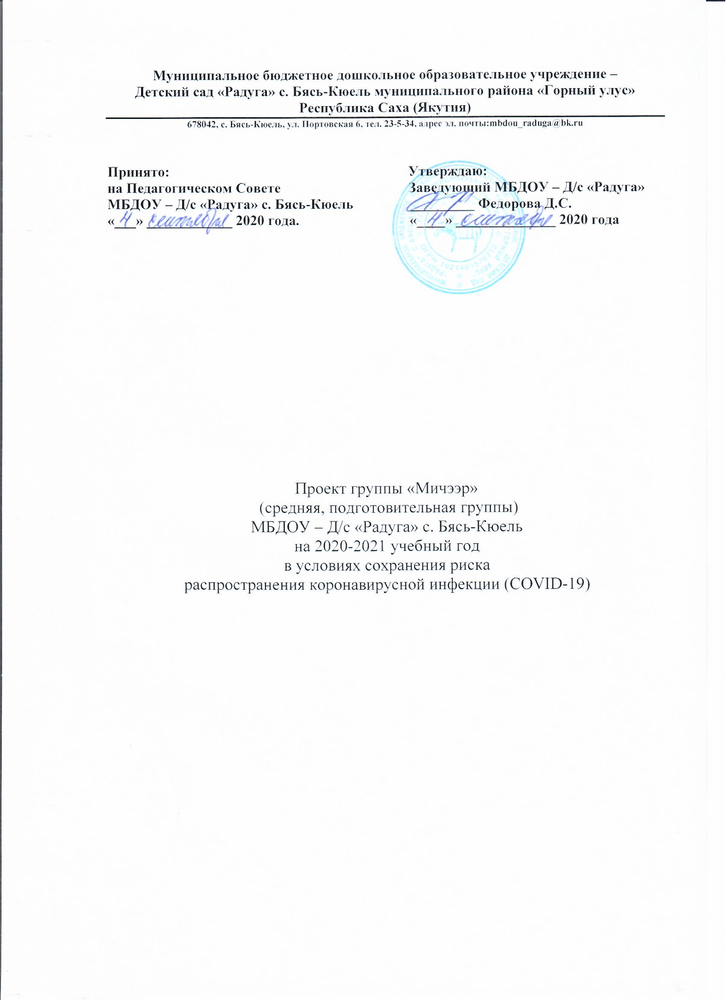 Муниципальное бюджетное дошкольное образовательное учреждение –
Детский сад «Радуга» с. Бясь-Кюель муниципального района «Горный улус»
Республика Саха (Якутия)
678042, с. Бясь-Кюель, ул. Портовская 6, тел. 23-5-34, адрес эл. почты:mbdou_raduga@bk.ru
Принято:
на Педагогическом Совете
МБДОУ – Д/с «Радуга» с. Бясь-Кюель
«4» сентября 2020 года.
Утверждаю:
Заведующий МБДОУ – Д/с «Радуга»
Федорова Д.С.
«4» сентября 2020 года
ОГРН 1021401576712
Проект группы «Мичээр»
(средняя, подготовительная группы)
МБДОУ – Д/с «Радуга» с. Бясь-Кюель
на 2020-2021 учебный год
в условиях сохранения риска
распространения коронавирусной инфекции (COVID-19)